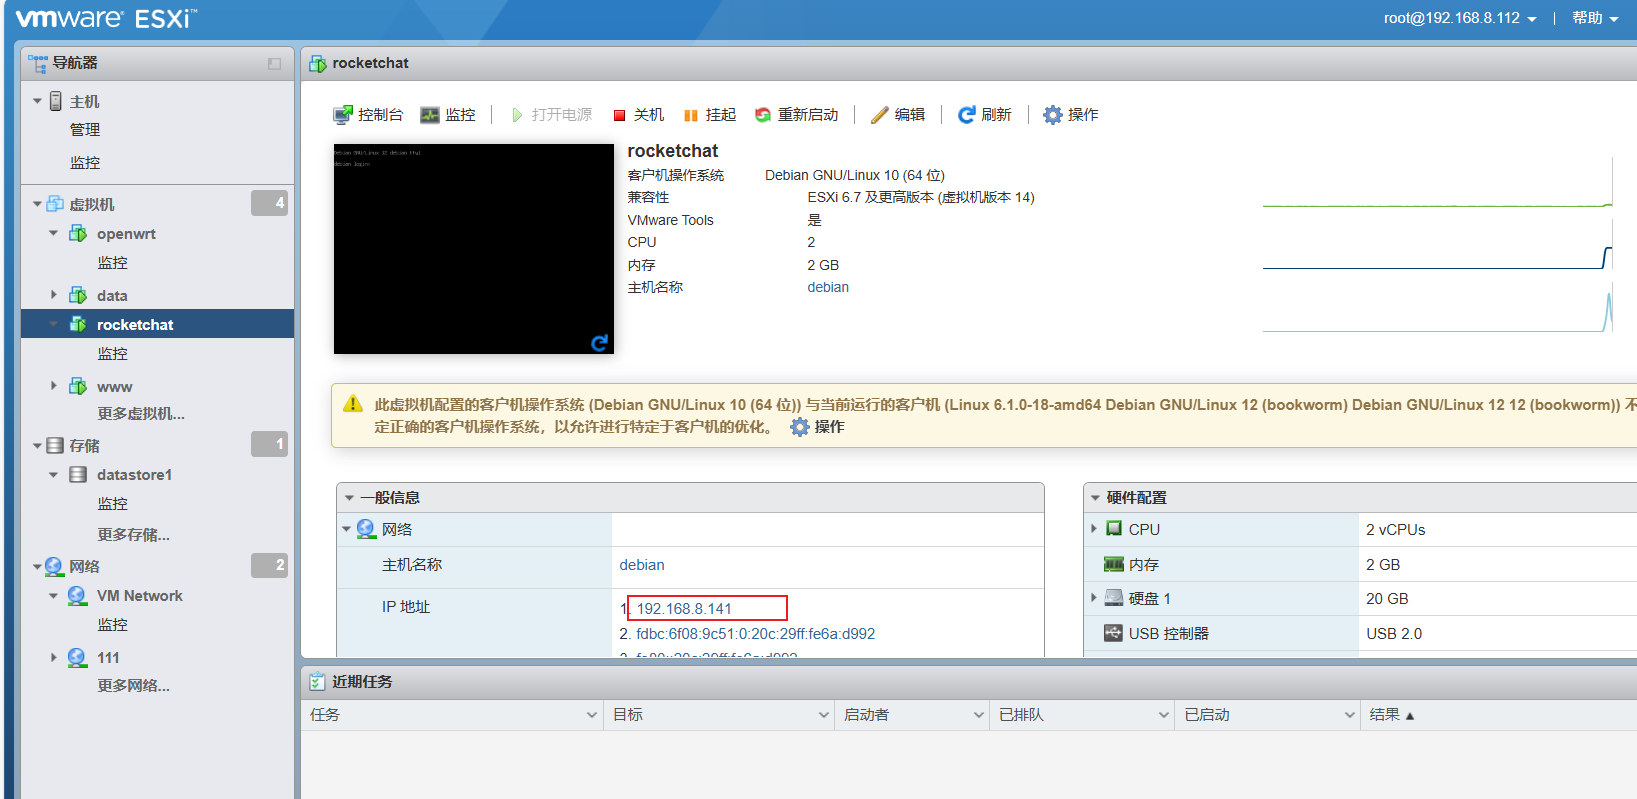 vmware ESXi™
root@192.168.8.112
帮助
导航器
主机
管理
监控
虚拟机
4
openwrt
监控
data
rocketchat
监控
www
更多虚拟机...
存储
1
datastore1
监控
更多存储...
网络
2
VM Network
监控
111
更多网络...
rocketchat
控制台
监控
打开电源
关机
挂起
重新启动
编辑
刷新
操作
Debian GNU/Linux 12 debian tty1
debian login:
rocketchat
客户机操作系统 Debian GNU/Linux 10 (64 位)
兼容性 ESXi 6.7 及更高版本 (虚拟机版本 14)
VMware Tools 是
CPU 2
内存 2 GB
主机名称 debian
此虚拟机配置的客户机操作系统 (Debian GNU/Linux 10 (64 位)) 与当前运行的客户机 (Linux 6.1.0-18-amd64 Debian GNU/Linux 12 (bookworm) Debian GNU/Linux 12 12 (bookworm)) 不
定正确的客户机操作系统，以允许进行特定于客户机的优化。 操作
一般信息
网络
主机名称 debian
IP 地址 1. 192.168.8.141
2. fdbc:6f08:9c51:0:20c:29ff:fe6a:d992
硬件配置
CPU 2 vCPUs
内存 2 GB
硬盘 1 20 GB
USB 控制器 USB 2.0
近期任务
任务 目标 启动者 已排队 已启动 结果